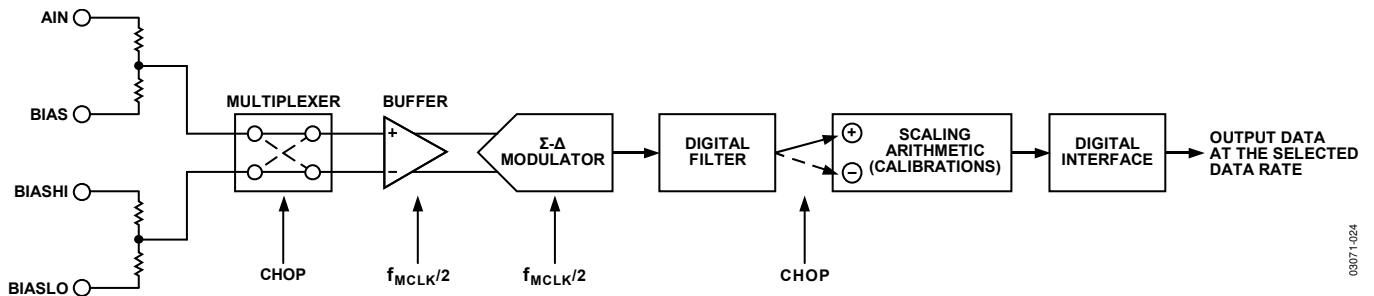 AIN
BIAS
BIASHI
BIASLO
MULTIPLEXER
CHOP
BUFFER
+
−
fMCLK/2
Σ-Δ
MODULATOR
fMCLK/2
DIGITAL
FILTER
CHOP
+
−
SCALING
ARITHMETIC
(CALIBRATIONS)
DIGITAL
INTERFACE
OUTPUT DATA
AT THE SELECTED
DATA RATE
03071-024